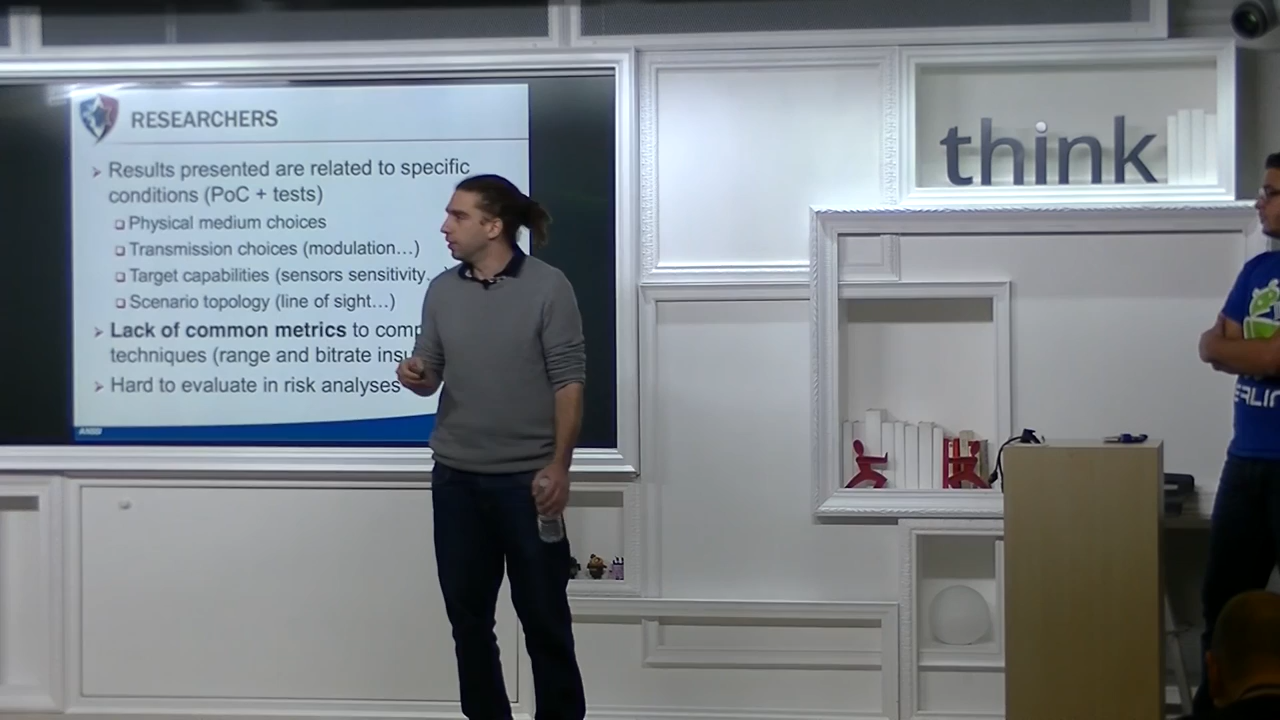 RESEARCHERS
Results presented are related to specific
conditions (PoC + tests)
Physical medium choices
Transmission choices (modulation...)
Target capabilities (sensors sensitivity..
Scenario topology (line of sight...)
Lack of common metrics to
techniques (range and bitrate
Hard to evaluate in risk analyses
ANSSI
think